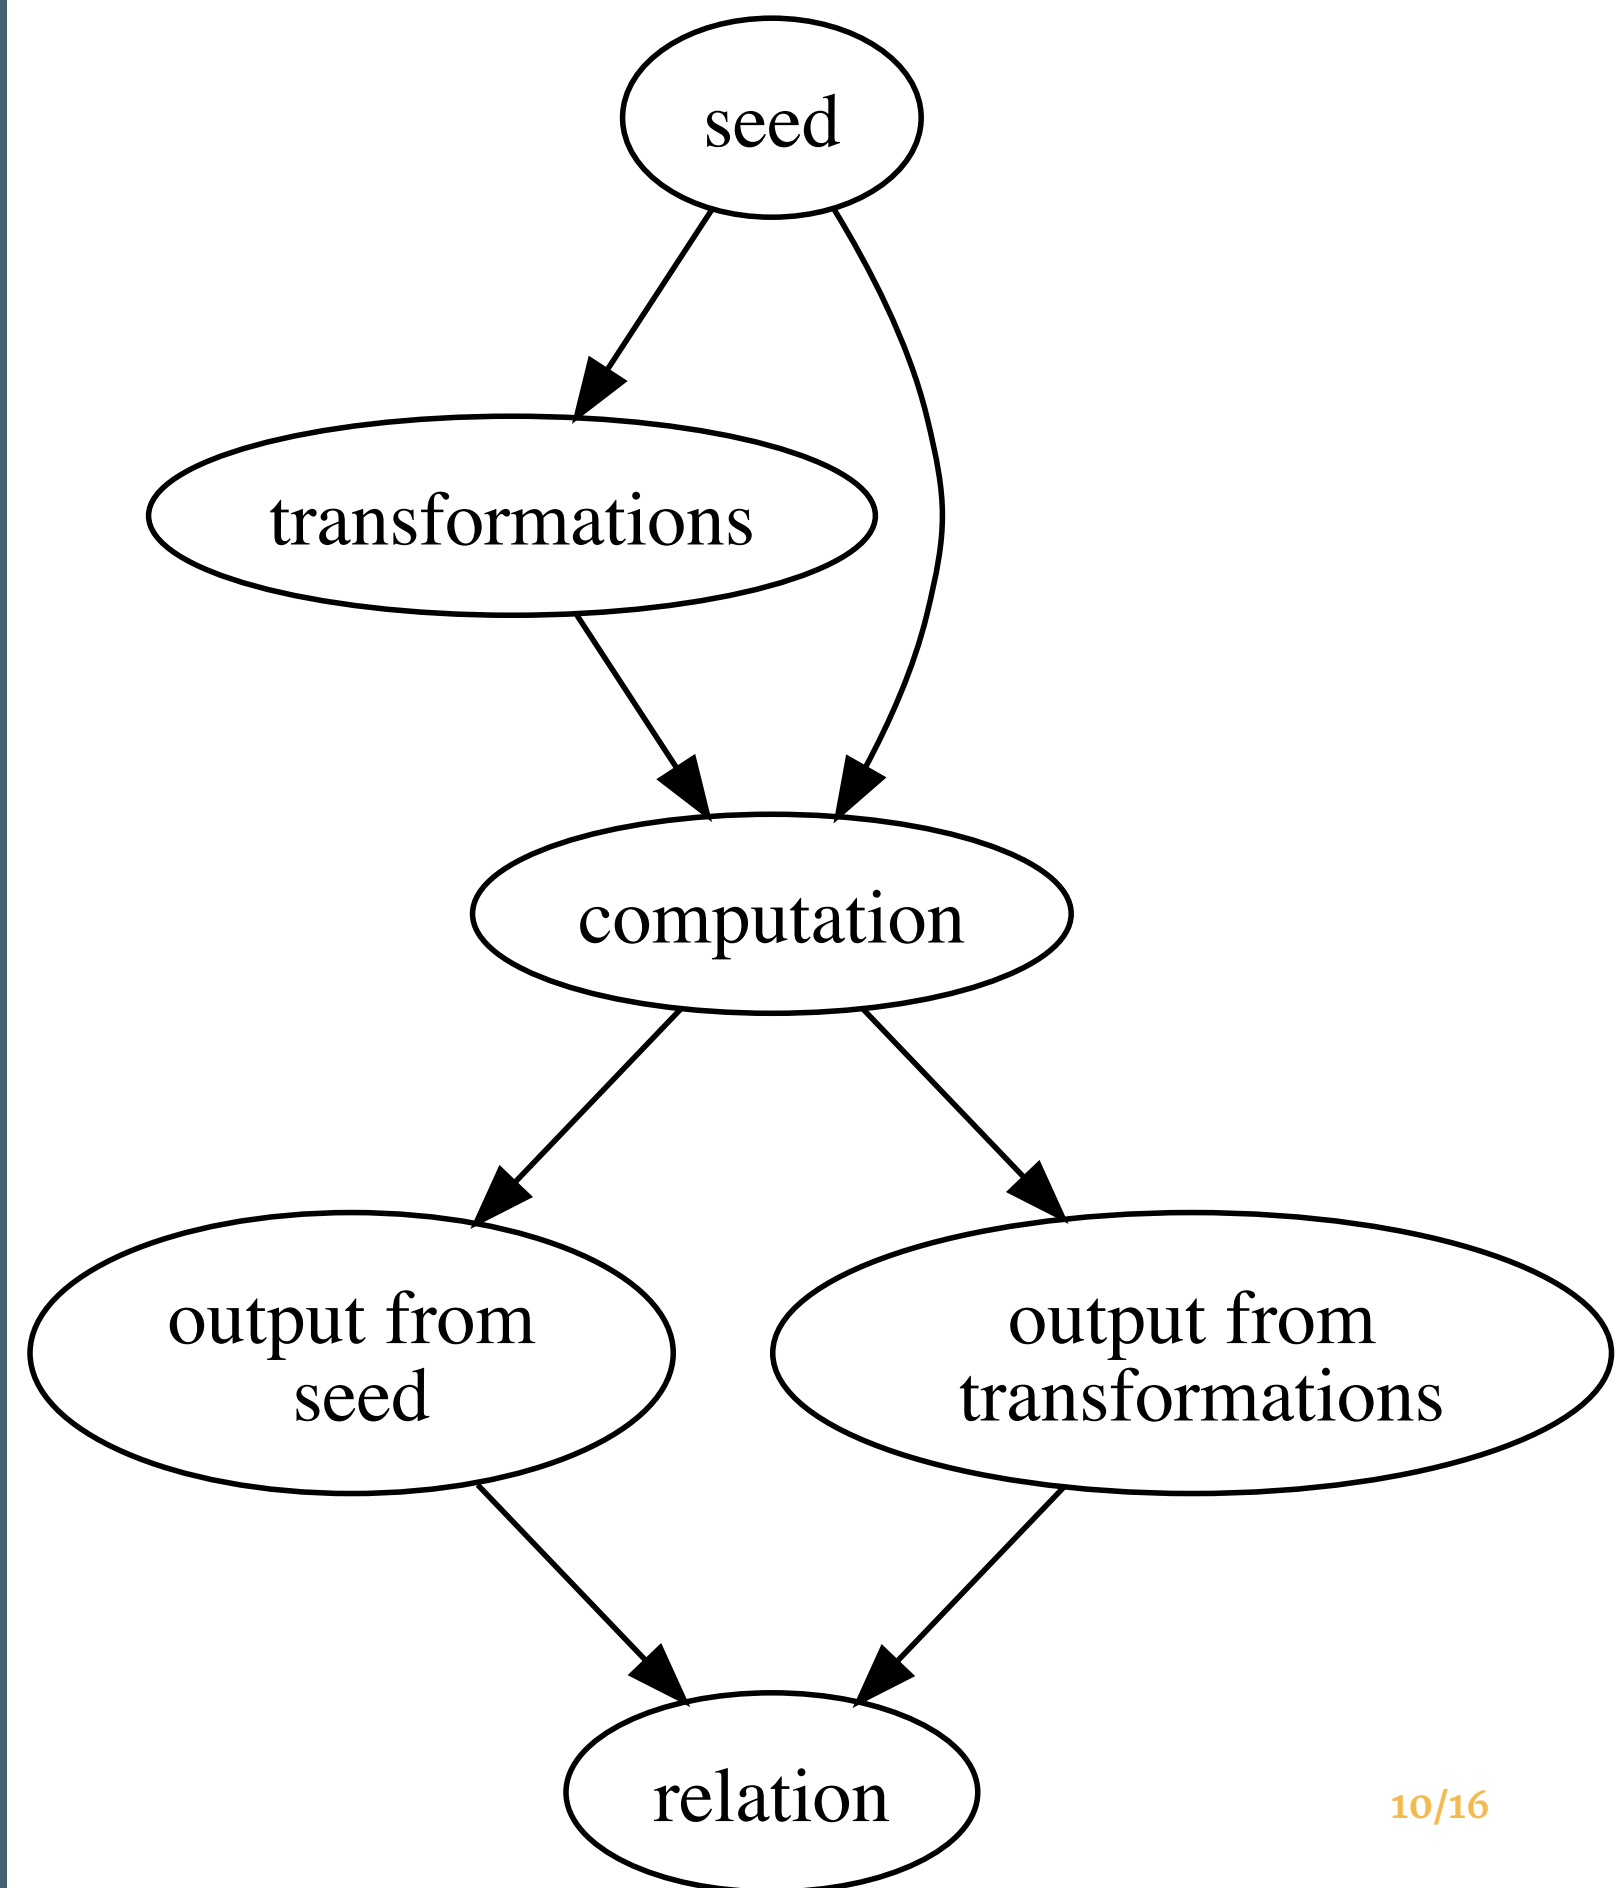 seed
transformations
computation
output from
seed
output from
transformations
relation
10/16